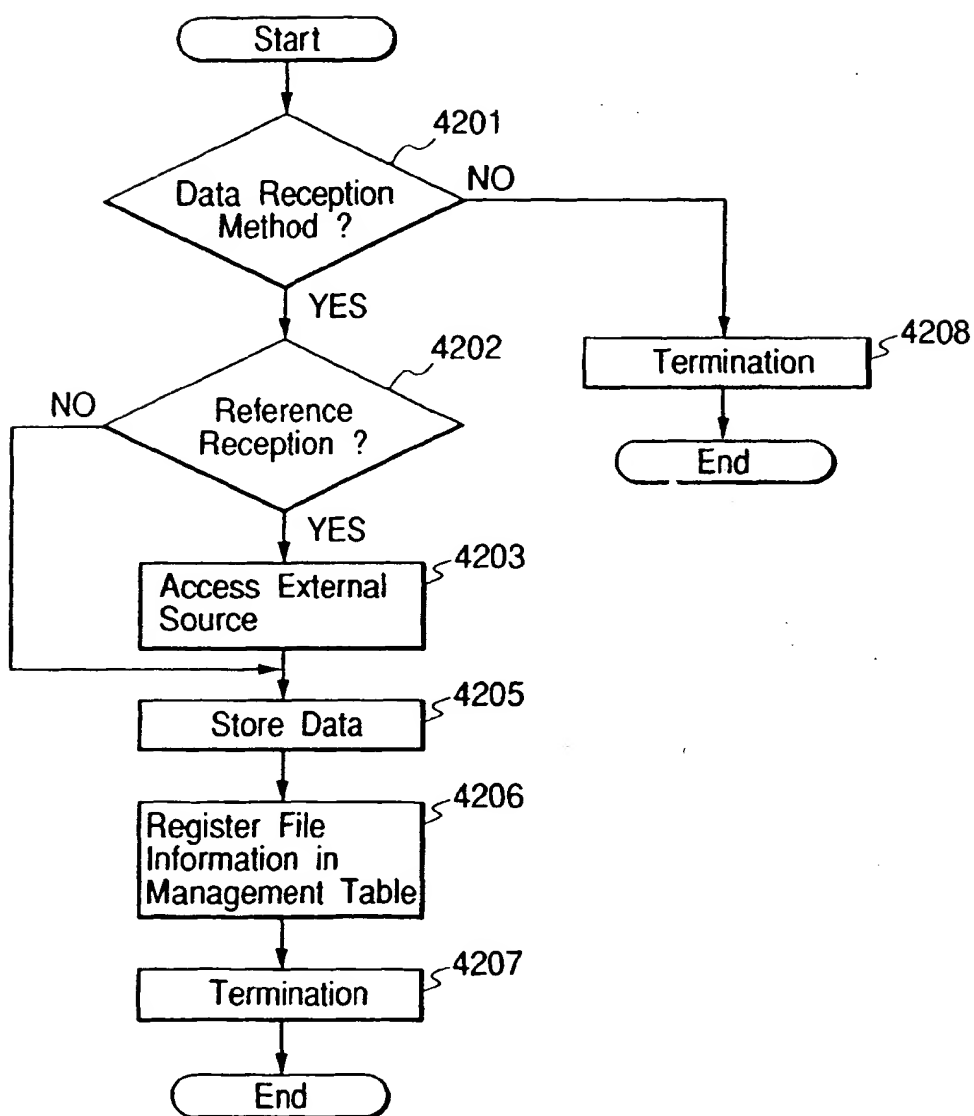 Start
4201
Data Reception
Method ?
NO
YES
4202
Reference
Reception ?
NO
YES
4208
Termination
End
4203
Access External
Source
4205
Store Data
4206
Register File
Information in
Management Table
4207
Termination
End